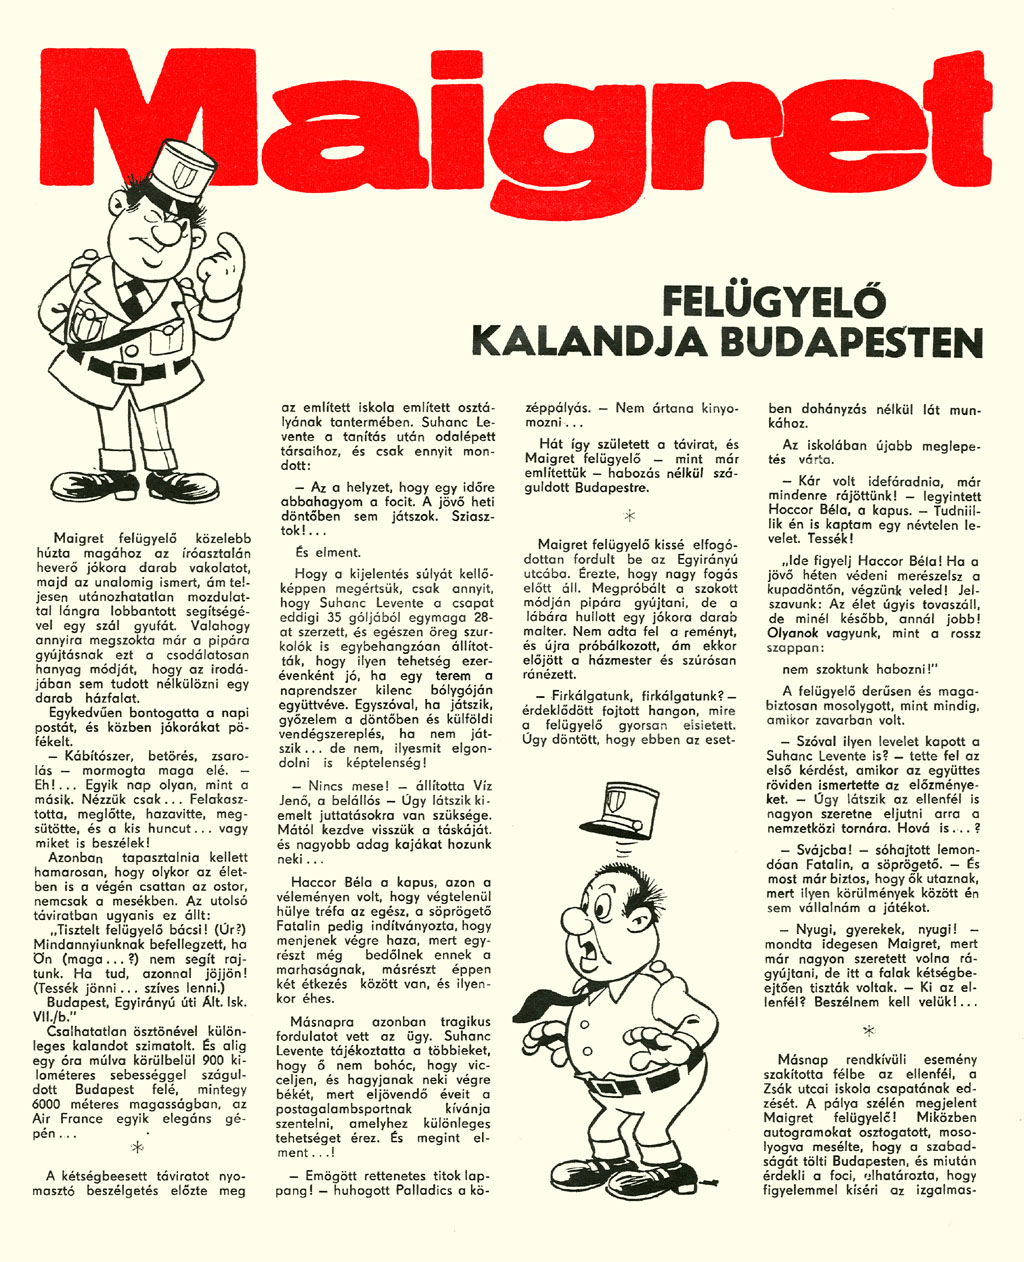 Maigret
FELÜGYELŐ
KALANDJA BUDAPESTEN
Maigret felügyelő közelebb
húzta magához az íróasztalán
heverő jókora darab vakolatot,
majd az unalomig ismert, ám tel-
jesen utánozhatatlan mozdulat-
tal lángra lobbantott segítségé-
vel egy szál gyufát. Valahogy
annyira megszokta már a pipára
gyújtásnak ezt a csodálatosan
hanyag módját, hogy az irodá-
jában sem tudott nélkülözni egy
darab házfalat.
Egykedvűen bontogatta a napi
postát, és közben jókorákat pö-
fékelt.
— Kábítószer, betörés, zsaro-
lás — mormogta maga elé. —
Eh!... Egyik nap olyan, mint a
másik. Nézzük csak... Felakasz-
totta, meglőtte, hazavitte, meg-
sütötte, és a kis huncut... vagy
miket is beszélek!
Azonban tapasztalnia kellett
hamarosan, hogy olykor az élet-
ben is a végén csattan az ostor,
nemcsak a mesékben. Az utolsó
táviratban ugyanis ez állt:
„Tisztelt felügyelő bácsi! (Úr?)
Mindannyiunknak befellegzett, ha
Ön (maga...?) nem segít raj-
tunk. Ha tud, azonnal jöjjön!
(Tessék jönni... szíves lenni.)
Budapest, Egyirányú úti Ált. Isk.
VII./b."
Csalhatatlan ösztönével külön-
leges kalandot szimatolt. És alig
egy óra múlva körülbelül 900 ki-
lométeres sebességgel szágul-
dott Budapest felé, mintegy
6000 méteres magasságban, az
Air France egyik elegáns gé-
pén...
*
A kétségbeesett táviratot nyo-
masztó beszélgetés előzte meg
az említett iskola említett osztá-
lyának tantermében. Suhanc Le-
vente a tanítás után odalépett
társaihoz, és csak ennyit mon-
dott:
— Az a helyzet, hogy egy időre
abbahagyom a focit. A jövő heti
döntőben sem játszok. Sziasz-
tok!...
És elment.
Hogy a kijelentés súlyát kellő-
képpen megértsük, csak annyit,
hogy Suhanc Levente a csapat
eddigi 35 góljából egymaga 28-
at szerzett, és egészen öreg szur-
kolók is egybehangzóan állítot-
ták, hogy ilyen tehetség ezer-
évenként jó, ha egy terem a
naprendszer kilenc bólygóján
együttvéve. Egyszóval, ha játszik,
győzelem a döntőben és külföldi
vendégszereplés, ha nem ját-
szik... de nem, ilyesmit elgon-
dolni is képtelenség!
— Nincs mese! — állította Víz
Jenő, a belállós — Úgy látszik ki-
emelt juttatásokra van szüksége.
Mától kezdve visszük a táskáját.
és nagyobb adag kajákat hozunk
neki...
Haccor Béla a kapus, azon a
véleményen volt, hogy végtelenül
hülye tréfa az egész, a söprögető
Fatalin pedig indítványozta, hogy
menjenek végre haza, mert egy-
részt még bedőlnek ennek a
marhaságnak, másrészt éppen
két étkezés között van, és ilyen-
kor éhes.
Másnapra azonban tragikus
fordulatot vett az ügy. Suhanc
Levente tájékoztatta a többieket,
hogy ő nem bohóc, hogy vic-
celjen, és hagyjanak neki végre
békét, mert eljövendő éveit a
postagalambsportnak kívánja
szentelni, amelyhez különleges
tehetséget érez. És megint el-
ment...!
— Emögött rettenetes titok lap-
pang! — huhogott Palladics a kö-
zéppályás. — Nem ártana kinyo-
mozni...
Hát így született a távirat, és
Maigret felügyelő — mint már
említettük — habozás nélkül szá-
guldott Budapestre.
*
Maigret felügyelő kissé elfogó-
dottan fordult be az Egyirányú
utcába. Érezte, hogy nagy fogás
előtt áll. Megpróbált a szokott
módján pipára gyújtani, de a
lábára hullott egy jókora darab
malter. Nem adta fel a reményt,
és újra próbálkozott, ám ekkor
előjött a házmester és szúrósan
ránézett.
— Firkálgatunk, firkálgatunk? —
érdeklődött fojtott hangon, mire
a felügyelő gyorsan eisietett.
Úgy döntött, hogy ebben az eset-
ben dohányzás nélkül lát mun-
kához.
Az iskolában újabb meglepe-
tés várta.
— Kár volt idefáradnia, már
mindenre rájöttünk! — legyintett
Hoccor Béla, a kapus. — Tudniil-
lik én is kaptam egy névtelen le-
velet. Tessék!
„Ide figyelj Haccor Béla! Ha a
jövő héten védeni merészelsz a
kupadöntőn, végzünk veled! Jel-
szavunk: Az élet úgyis tovaszáll,
de minél később, annál jobb!
Olyanok vagyunk, mint a rossz
szappan:
nem szoktunk habozni!"
A felügyelő derűsen és maga-
biztosan mosolygott, mint mindig,
amikor zavarban volt.
— Szóval ilyen levelet kapott a
Suhanc Levente is? — tette fel az
első kérdést, amikor az együttes
röviden ismertette az előzménye-
ket. — Úgy látszik az ellenfél is
nagyon szeretne eljutni arra a
nemzetközi tornára. Hová is...?
— Svájcba! — sóhajtott lemon-
dóan Fatalin, a söprögető. — És
most már biztos, hogy ők utaznak,
mert ilyen körülmények között én
sem vállalnám a játékot.
— Nyugi, gyerekek, nyugi! —
mondta idegesen Maigret, mert
már nagyon szeretett volna rá-
gyújtani, de itt a falak kétségbe-
ejtően tiszták voltak. — Ki az el-
lenfél? Beszélnem kell velük!...
*
Másnap rendkívüli esemény
szakította félbe az ellenfél, a
Zsák utcai iskola csapatának ed-
zését. A pálya szélén megjelent
Maigret felügyelő! Miközben
autogramokat osztogatott, moso-
lyogva mesélte, hogy a szabad-
ságát tölti Budapesten, és miután
érdekli a foci, elhatározta, hogy
figyelemmel kíséri az izgalmas-